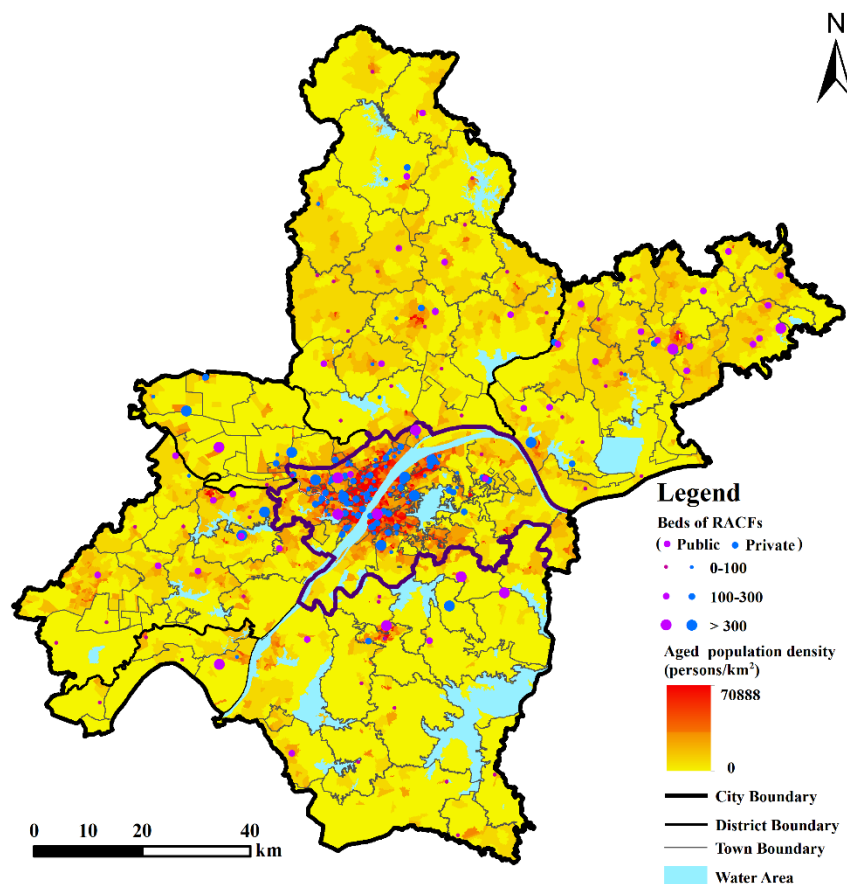 N
Legend
Beds of RACFs
( Public Private )
0-100
100-300
> 300
Aged population density
(persons/km²)
70888
0
City Boundary
District Boundary
Town Boundary
Water Area
0 10 20 40
km